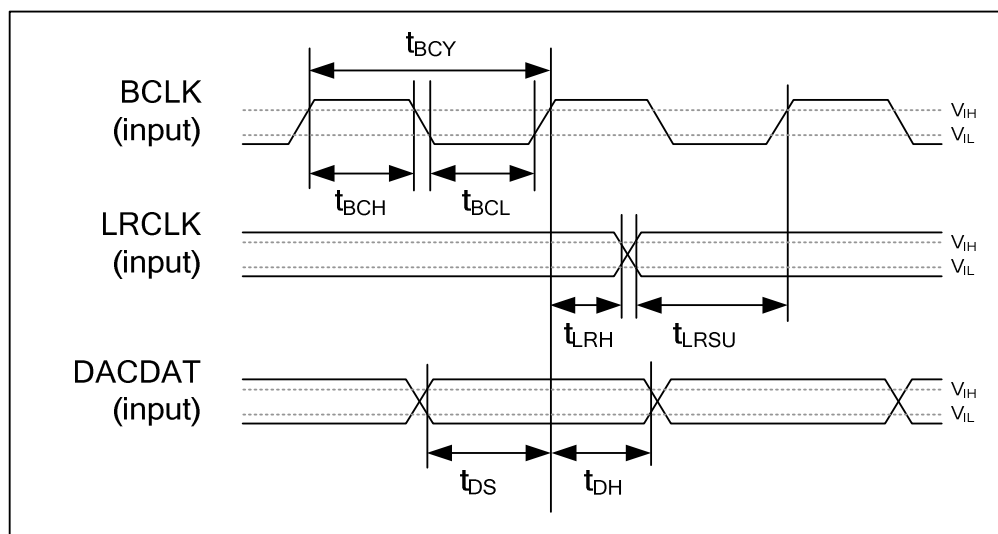 tBCY
BCLK
(input)
VIH
VIL
tBCH
tBCL
LRCLK
(input)
VIH
VIL
tLRH
tLRSU
DACDAT
(input)
VIH
VIL
tDS
tDH